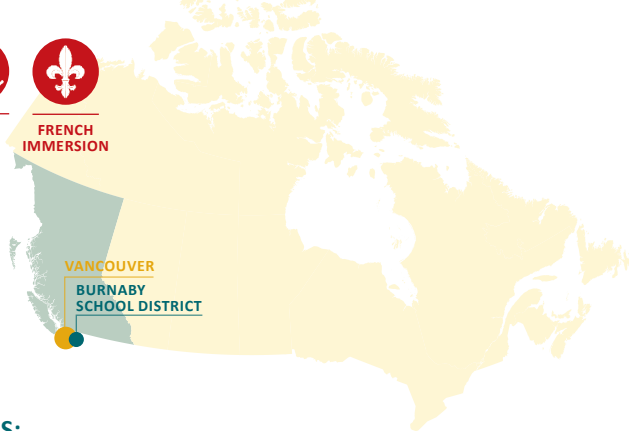 FRENCH
IMMERSION
VANCOUVER
BURNABY
SCHOOL DISTRICT
S: